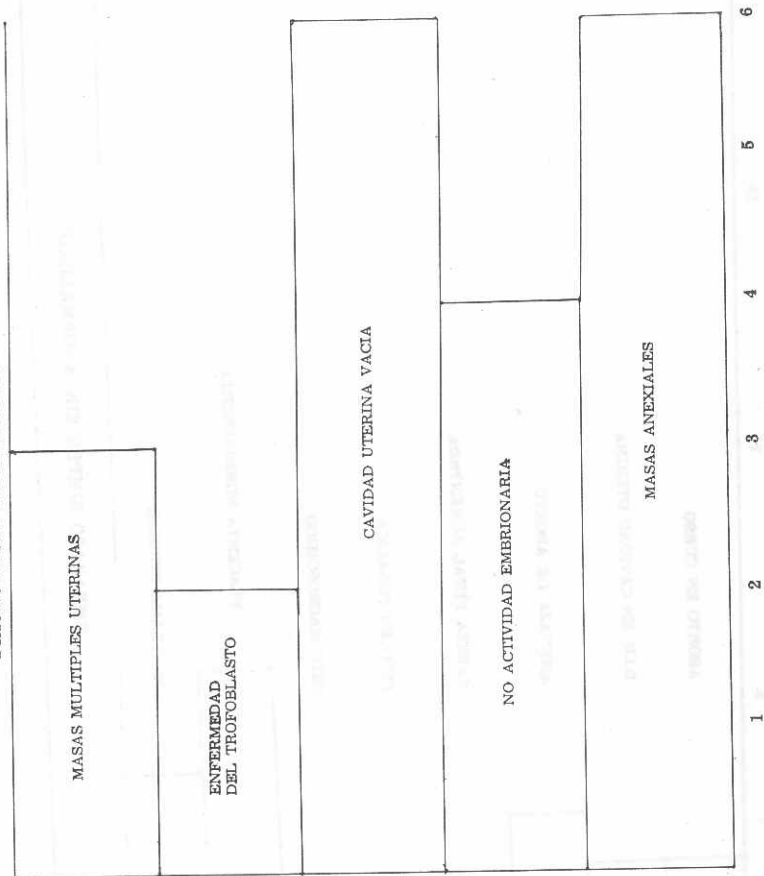 MASAS MULTIPLES UTERINAS
ENFERMEDAD
DEL TROFOBLASTO
CAVIDAD UTERINA VACIA
NO ACTIVIDAD EMBRIONARIA
MASAS ANEXIALES
1 2 3 4 5 6